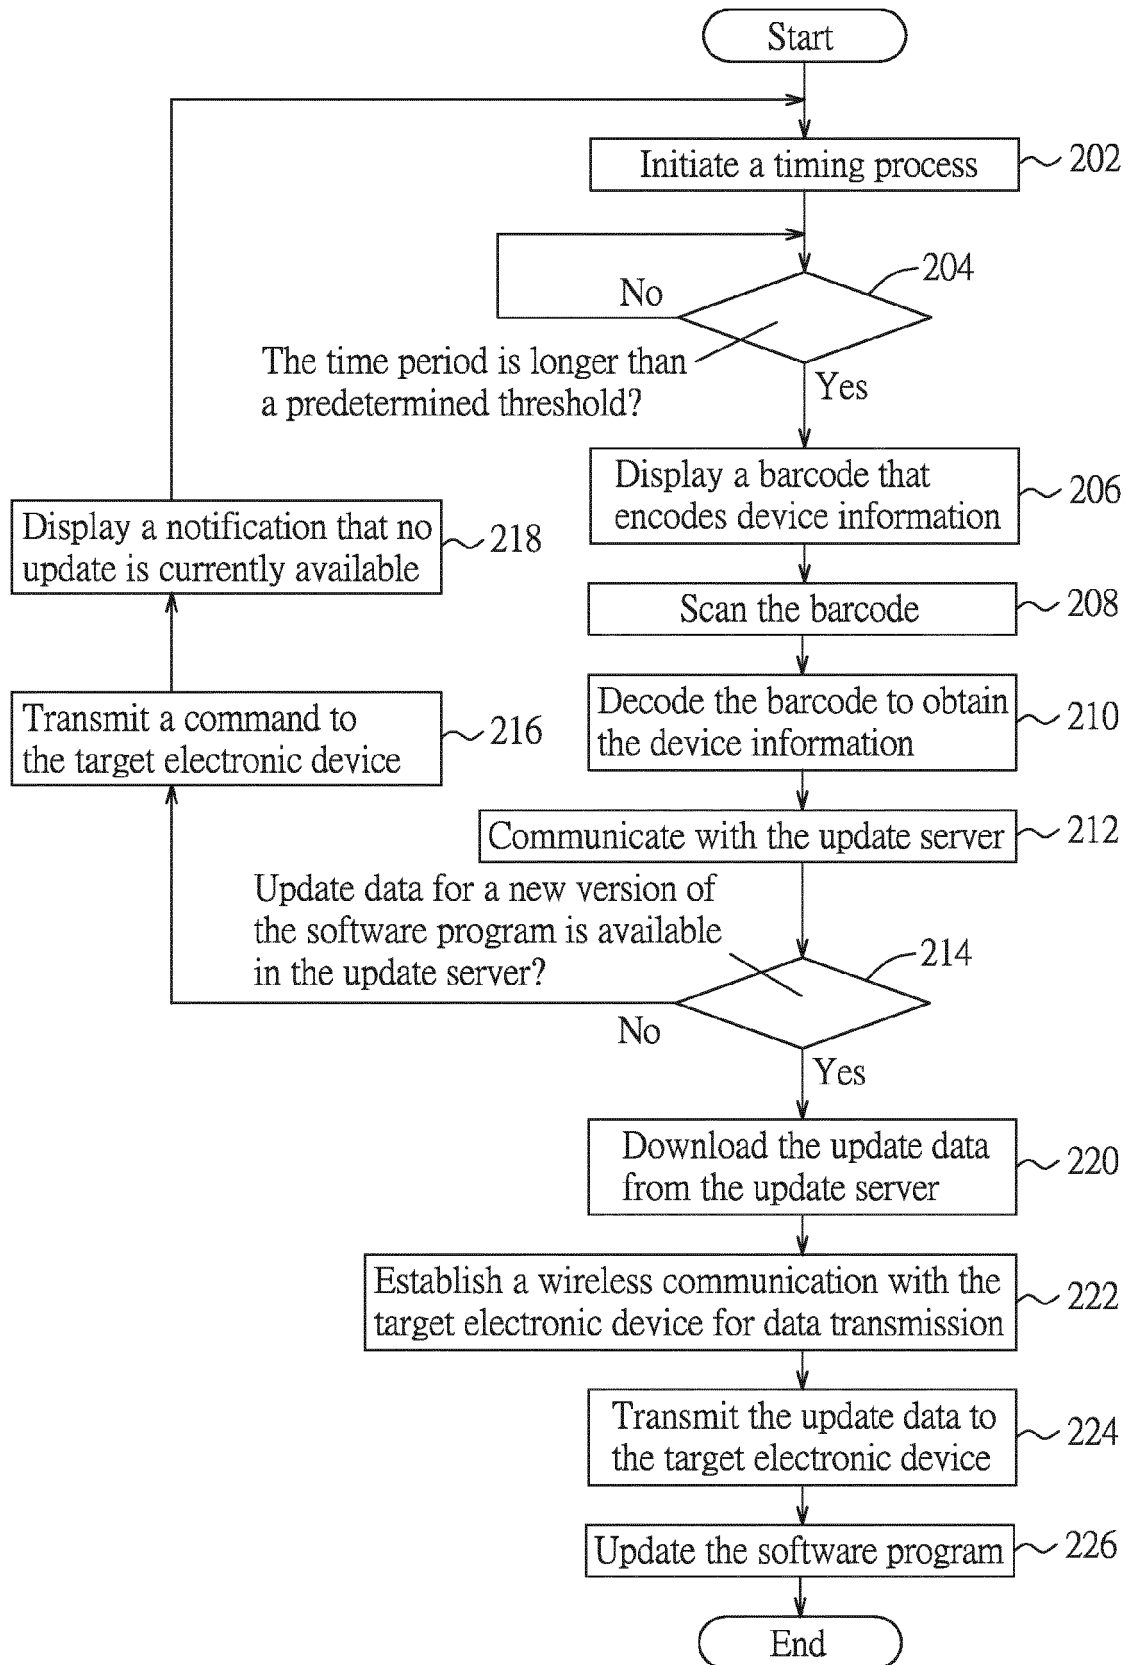 Start
Initiate a timing process
202
204
No
The time period is longer than
a predetermined threshold?
Yes
Display a barcode that
encodes device information
206
Display a notification that no
update is currently available
218
Scan the barcode
208
Decode the barcode to obtain
the device information
210
Transmit a command to
the target electronic device
216
Communicate with the update server
212
Update data for a new version of
the software program is available
in the update server?
214
No
Yes
Download the update data
from the update server
220
Establish a wireless communication with the
target electronic device for data transmission
222
Transmit the update data to
the target electronic device
224
Update the software program
226
End